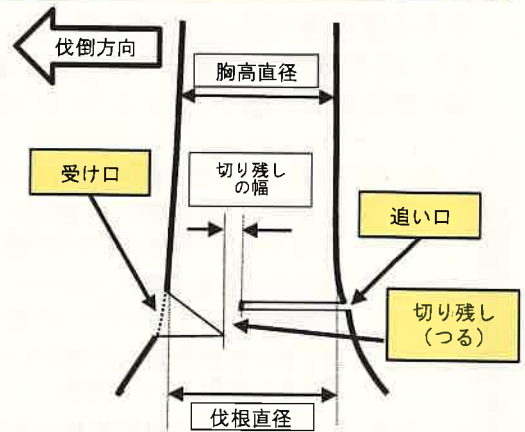 伐倒方向
胸高直径
切り残し
の幅
受け口
追い口
切り残し
（つる）
伐根直径